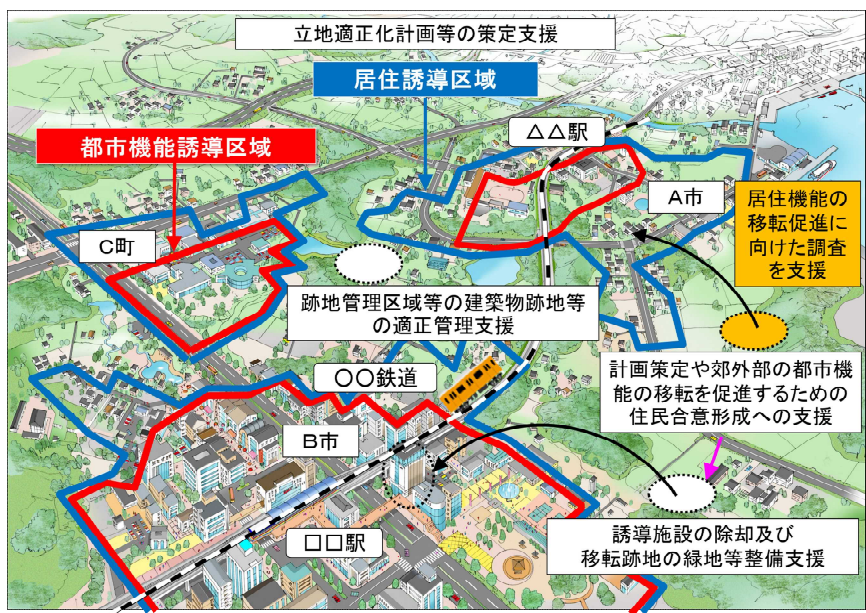 立地適正化計画等の策定支援
居住誘導区域
△△駅
都市機能誘導区域
A市
居住機能の
移転促進に
向けた調査
を支援
C町
跡地管理区域等の建築物跡地等
の適正管理支援
〇〇鉄道
計画策定や郊外部の都市機
能の移転を促進するための
住民合意形成への支援
B市
□□駅
誘導施設の除却及び
移転跡地の緑地等整備支援